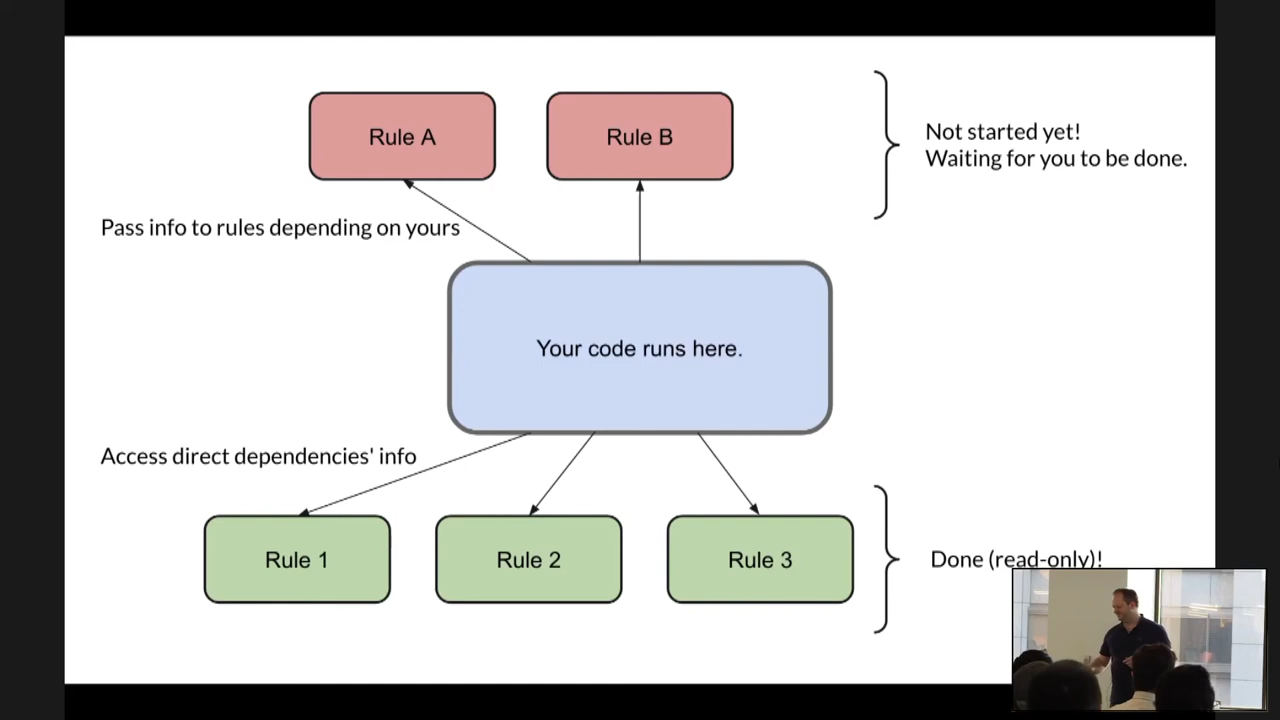 Rule A
Rule B
Not started yet!
Waiting for you to be done.
Pass info to rules depending on yours
Your code runs here.
Access direct dependencies' info
Rule 1
Rule 2
Rule 3
Done (read-only)!